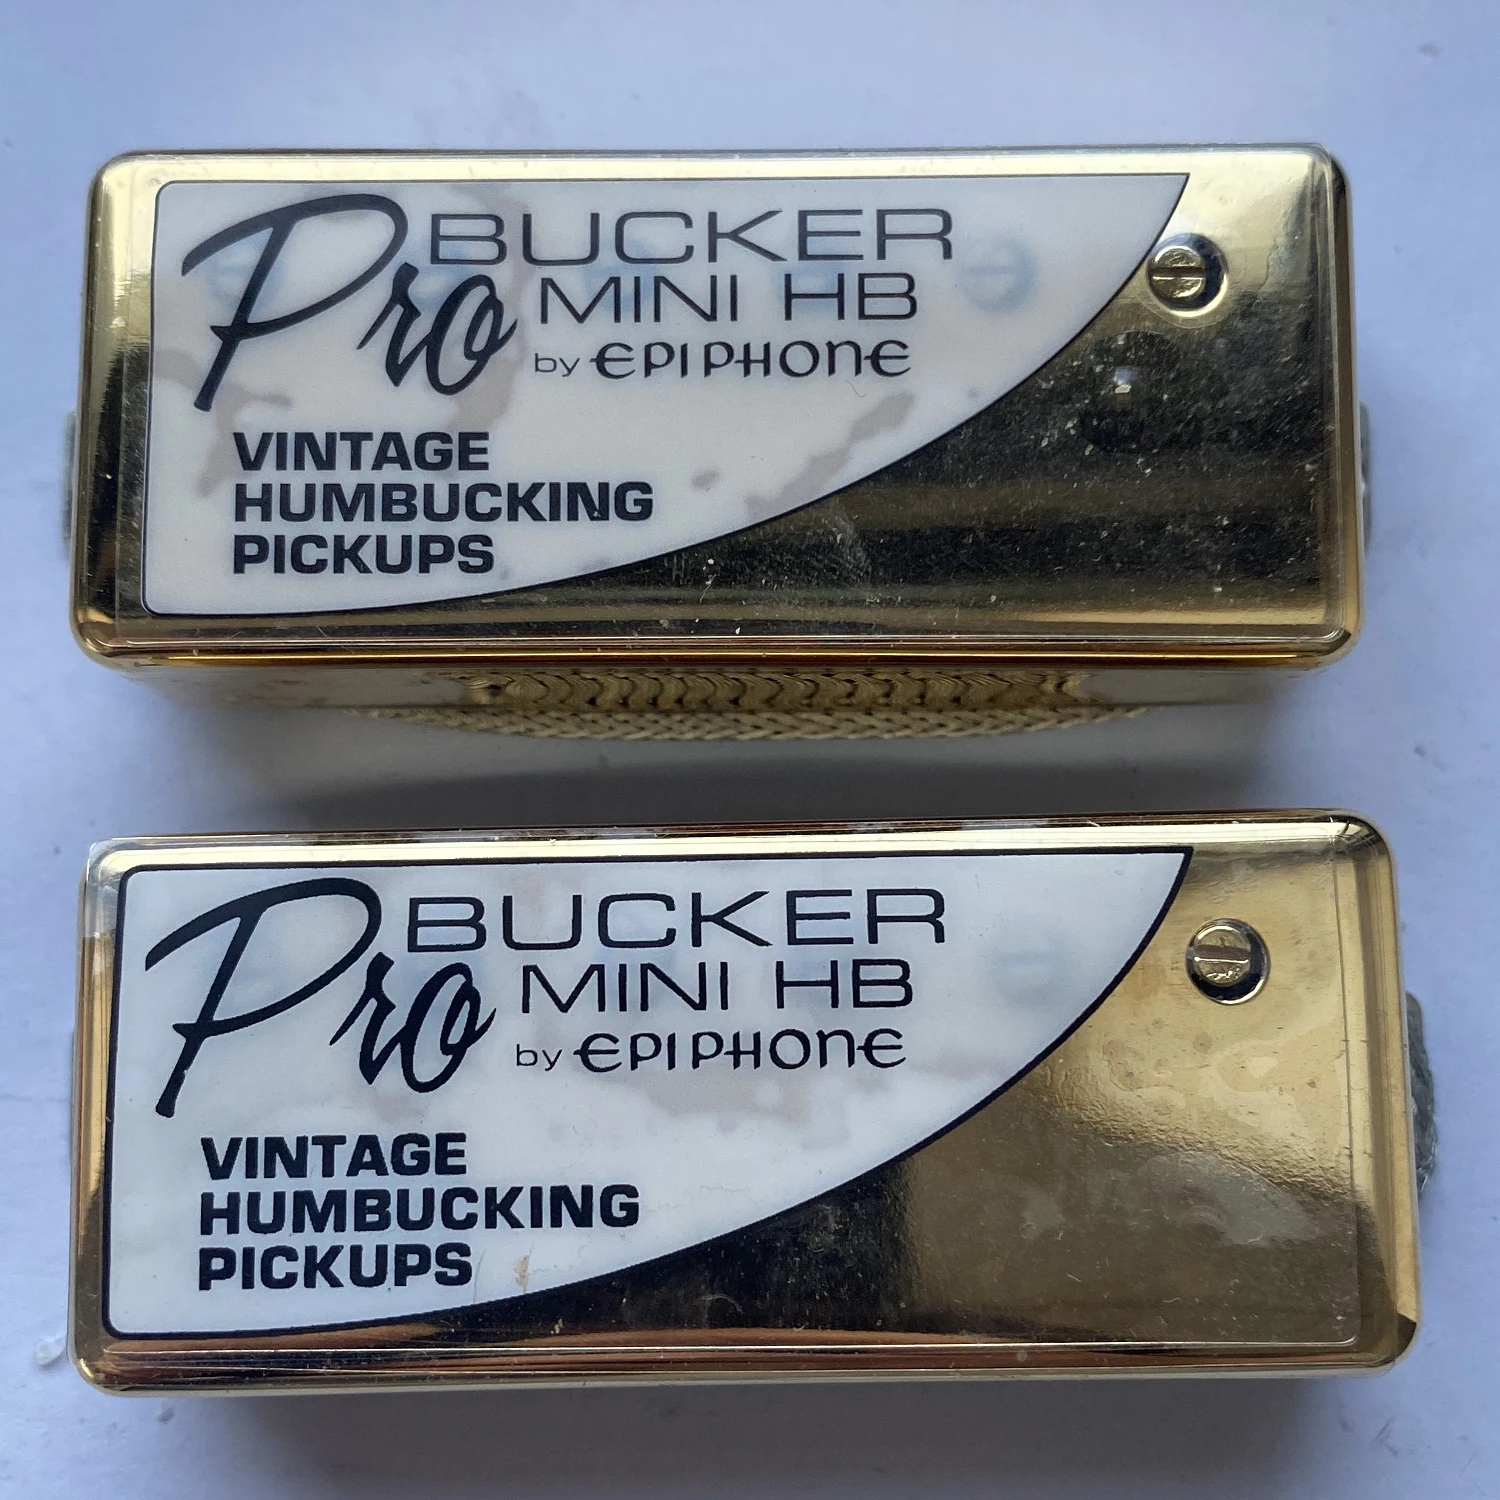 Pro BUCKER
MINI HB
by EPIPHONE
VINTAGE
HUMBUCKING
PICKUPS
Pro BUCKER
MINI HB
by EPIPHONE
VINTAGE
HUMBUCKING
PICKUPS